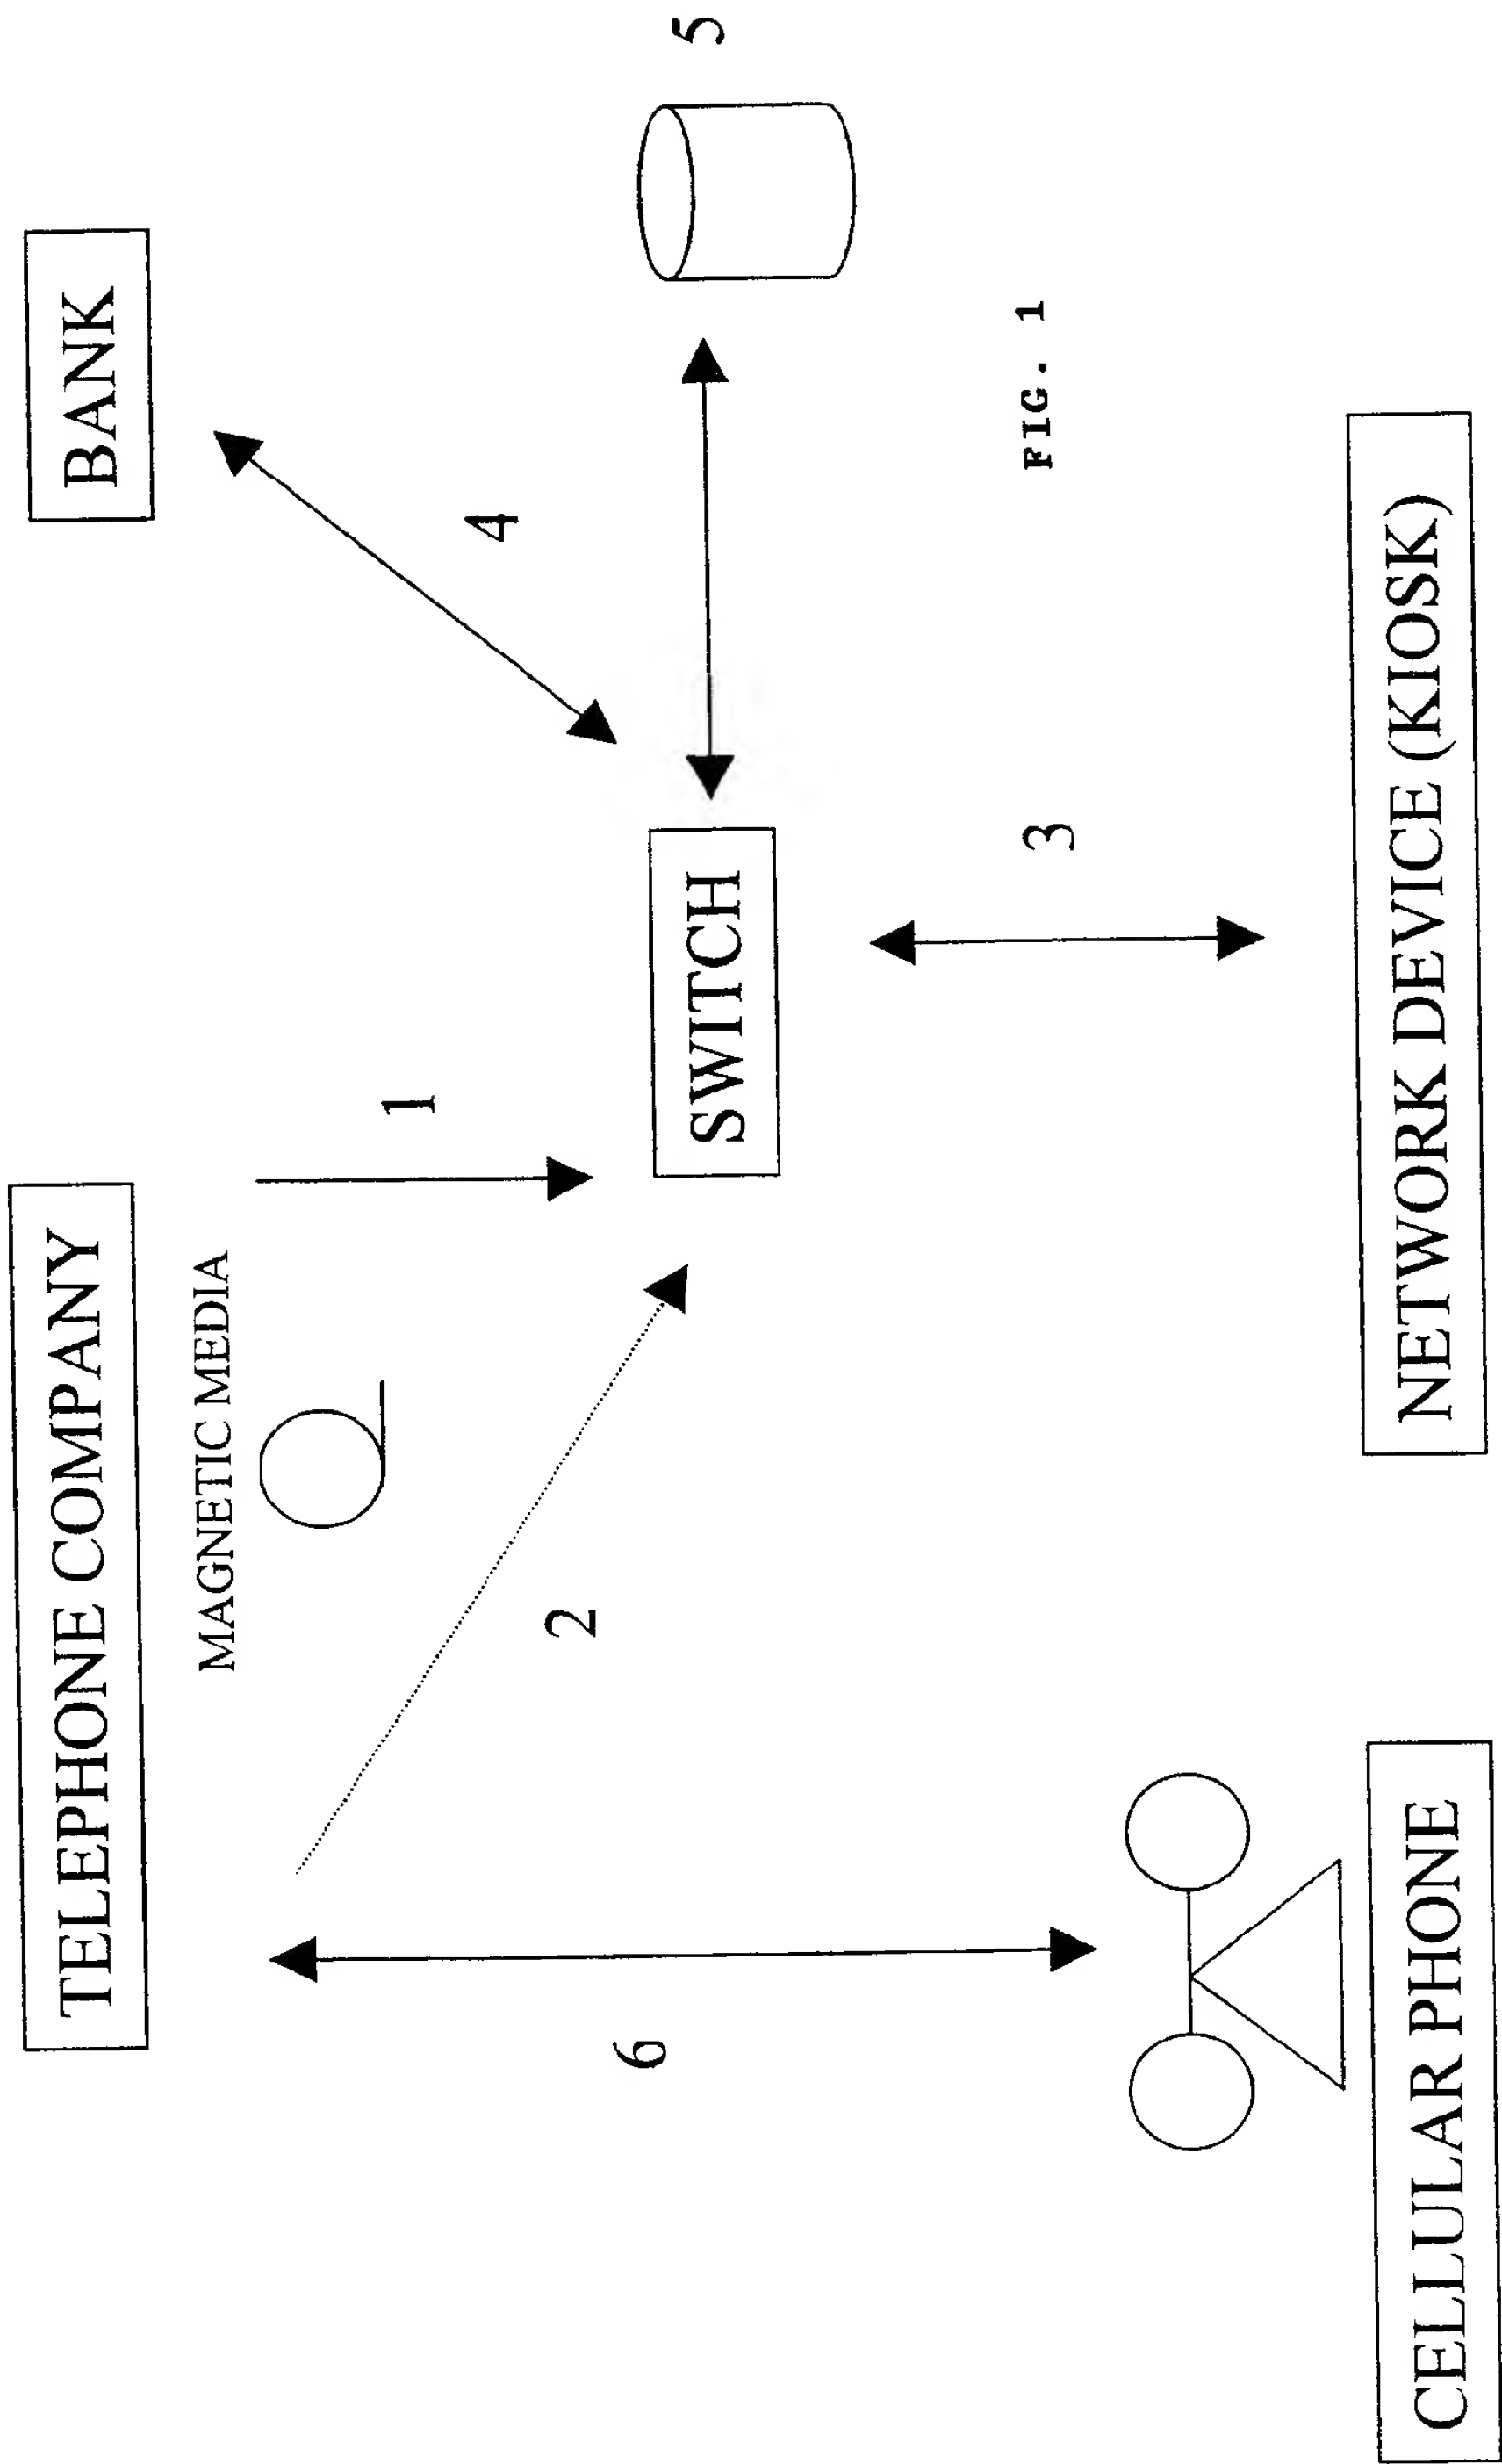 TELEPHONE COMPANY
BANK
MAGNETIC MEDIA
1
4
2
6
SWITCH
5
3
FIG. 1
CELLULAR PHONE
NETWORK DEVICE (KIOSK)